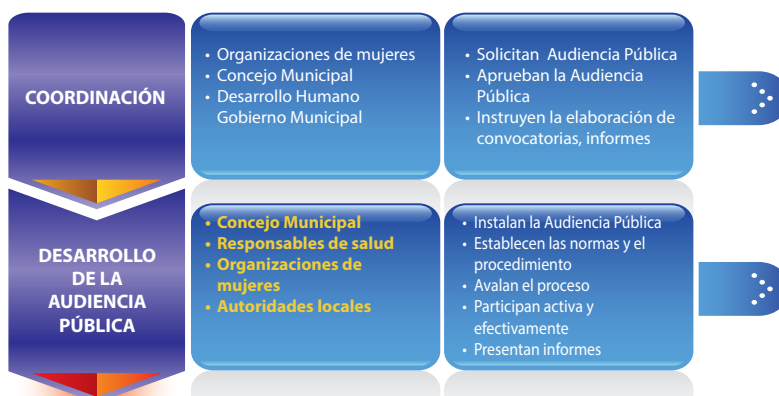 COORDINACIÓN
• Organizaciones de mujeres
• Concejo Municipal
• Desarrollo Humano
Gobierno Municipal
• Solicitan Audiencia Pública
• Aprueban la Audiencia
Pública
• Instruyen la elaboración de
convocatorias, informes
DESARROLLO
DE LA
AUDIENCIA
PÚBLICA
• Concejo Municipal
• Responsables de salud
• Organizaciones de
mujeres
• Autoridades locales
• Instalan la Audiencia Pública
• Establecen las normas y el
procedimiento
• Avalan el proceso
• Participan activa y
efectivamente
• Presentan informes